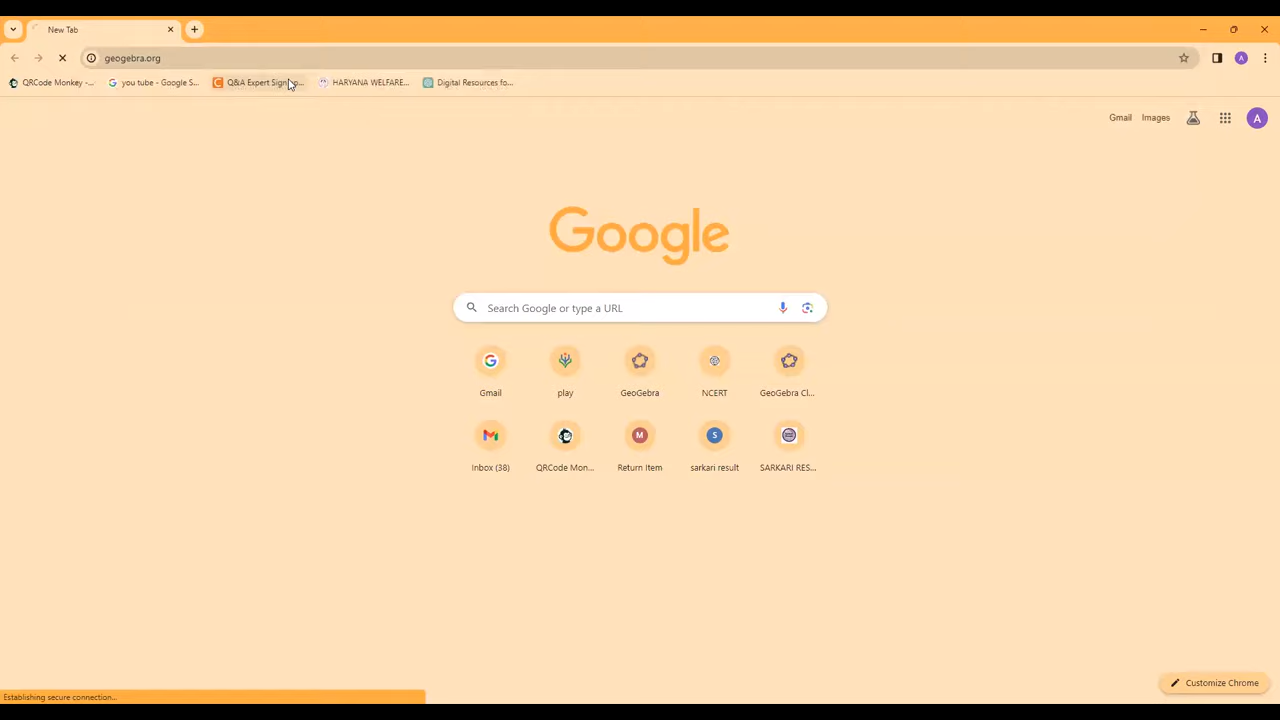 New Tab
geogebra.org
QRCode Monkey -...
you tube - Google S...
Q&A Expert Sign
HARYANA WELFARE...
Digital Resources fo...
Gmail
Images
A
Google
Search Google or type a URL
Gmail
play
GeoGebra
NCERT
GeoGebra Cl...
M
S
Inbox (38)
QRCode Mon...
Return Item
sarkari result
SARKARI RES...
Customize Chrome
Establishing secure connection...